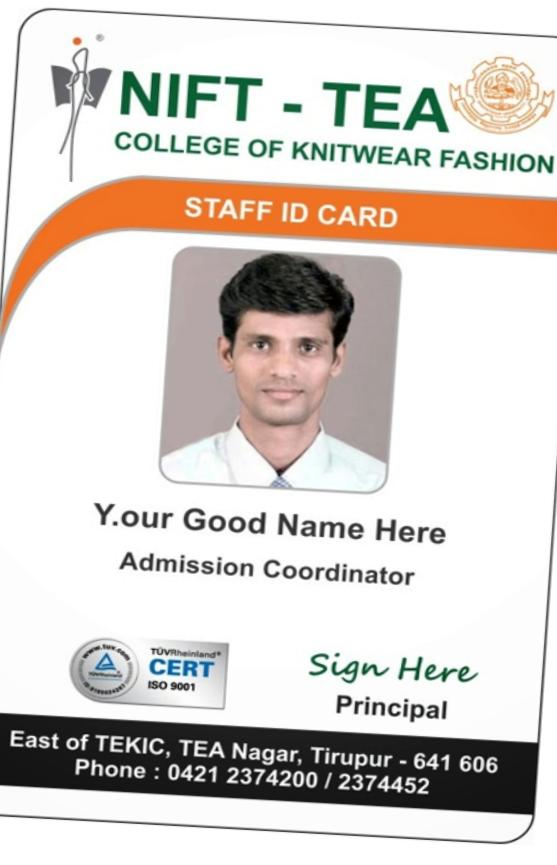 ®
NIFT - TEA
COLLEGE OF KNITWEAR FASHION
STAFF ID CARD
Y.our Good Name Here
Admission Coordinator
www.tuv.com
TÜVRheinland
TÜVRheinland®
CERT
ISO 9001
Sign Here
Principal
East of TEKIC, TEA Nagar, Tirupur - 641 606
Phone : 0421 2374200 / 2374452